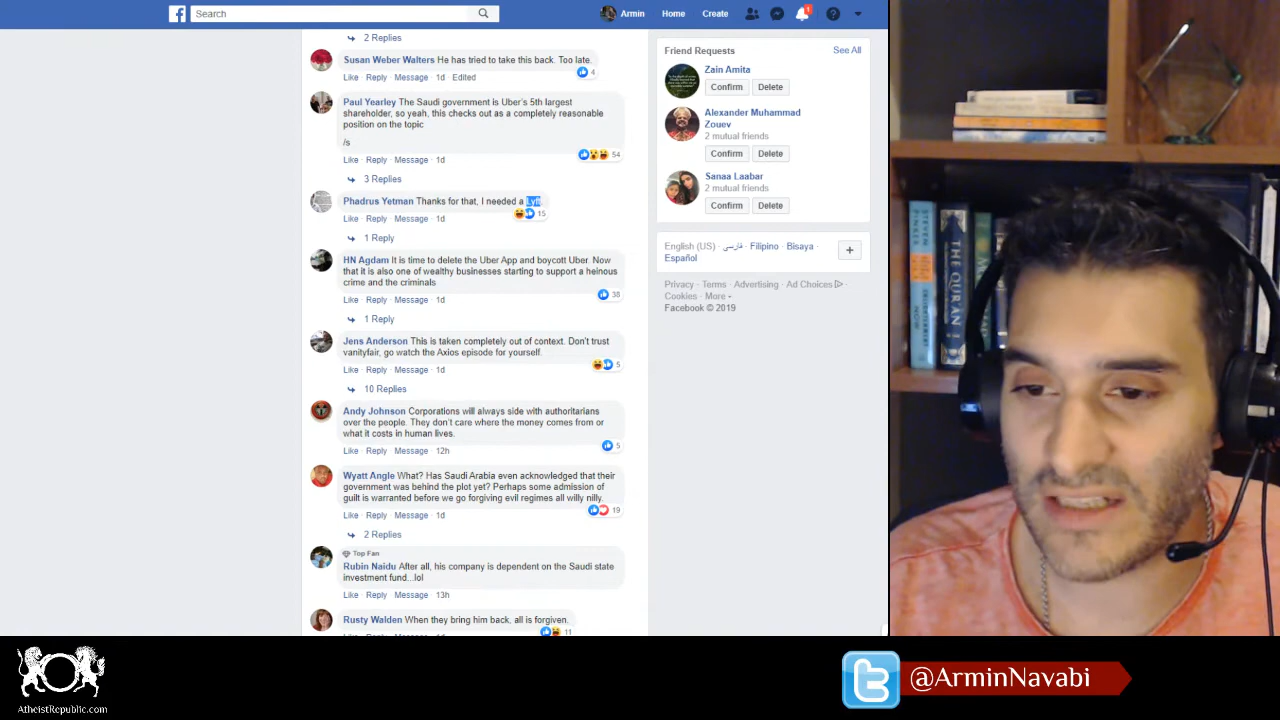 Search
Armin
Home
Create
1
2 Replies
Susan Weber Walters He has tried to take this back. Too late.
4
Like · Reply · Message · 1d · Edited
Paul Yearley The Saudi government is Uber's 5th largest
shareholder, so yeah, this checks out as a completely reasonable
position on the topic
/s
54
Like · Reply · Message · 1d
3 Replies
Phadrus Yetman Thanks for that, I needed a Lyft.
15
Like · Reply · Message · 1d
1 Reply
HN Agdam It is time to delete the Uber App and boycott Uber. Now
that it is also one of wealthy businesses starting to support a heinous
crime and the criminals
38
Like · Reply · Message · 1d
1 Reply
Jens Anderson This is taken completely out of context. Don't trust
vanityfair, go watch the Axios episode for yourself.
5
Like · Reply · Message · 1d
10 Replies
Andy Johnson Corporations will always side with authoritarians
over the people. They don't care where the money comes from or
what it costs in human lives.
5
Like · Reply · Message · 12h
Wyatt Angle What? Has Saudi Arabia even acknowledged that their
government was behind the plot yet? Perhaps some admission of
guilt is warranted before we go forgiving evil regimes all willy nilly.
19
Like · Reply · Message · 1d
2 Replies
Top Fan
Rubin Naidu After all, his company is dependent on the Saudi state
investment fund...lol
Like · Reply · Message · 13h
Rusty Walden When they bring him back, all is forgiven.
11
Friend Requests
See All
Zain Amita
Confirm
Delete
Alexander Muhammad
Zouev
2 mutual friends
Confirm
Delete
Sanaa Laabar
2 mutual friends
Confirm
Delete
English (US) · فارسی · Filipino · Bisaya ·
Español
Privacy · Terms · Advertising · Ad Choices ·
Cookies · More
Facebook © 2019
THE QUR'AN
AtheistRepublic.com
@ArminNavabi